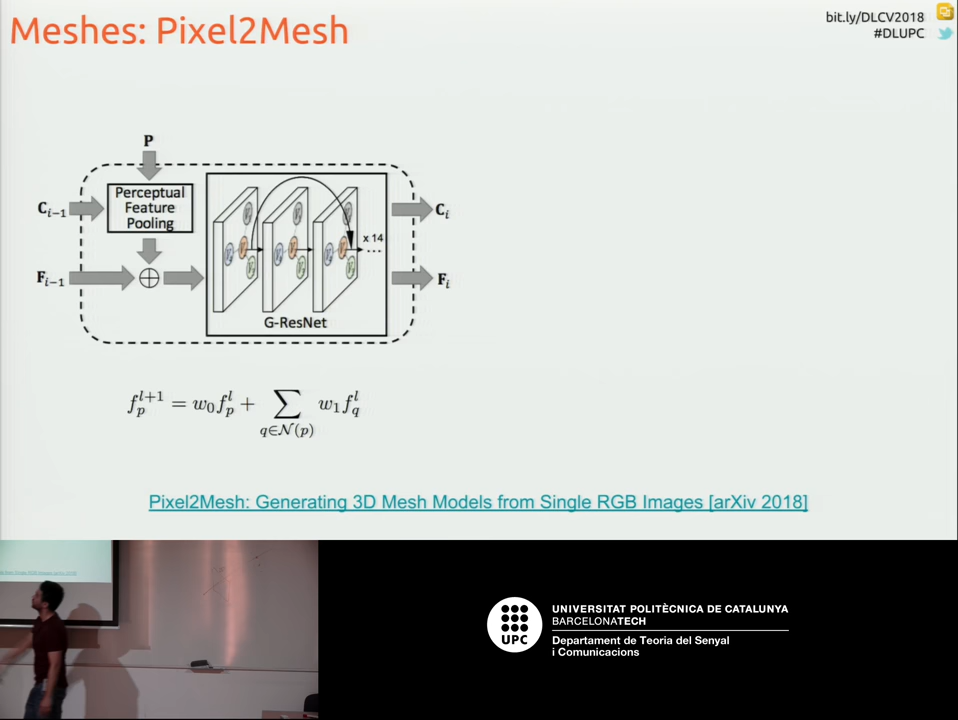 Meshes: Pixel2Mesh
bit.ly/DLCV2018
#DLUPC
P
Perceptual
Feature
Pooling
C_{i−1}
F_{i−1}
x 14
...
G-ResNet
C_i
F_i
f_p^{l+1} = w_0 f_p^l + ∑_{q∈N(p)} w_1 f_q^l
Pixel2Mesh: Generating 3D Mesh Models from Single RGB Images [arXiv 2018]
UPC
UNIVERSITAT POLITÈCNICA DE CATALUNYA
BARCELONATECH
Departament de Teoria del Senyal
i Comunicacions